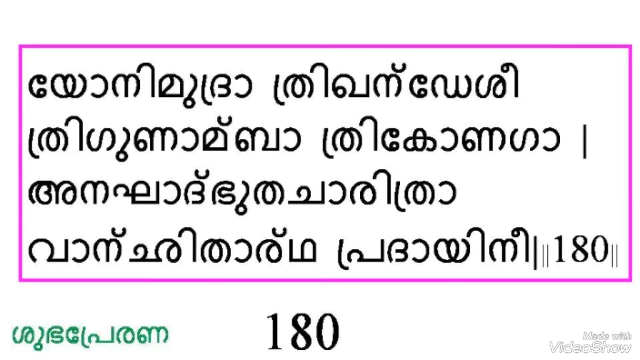 യോനിമുദ്രാ ത്രിഖന്ഡേശീ
ത്രിഗുണാമ്ബാ ത്രികോണഗാ |
അനഘാദ്ഭുതചാരിത്രാ
വാന്ഛിതാര്ഥ പ്രദായിനീ||180||
ശുഭപ്രേരണ
180
Made with
VideoShow